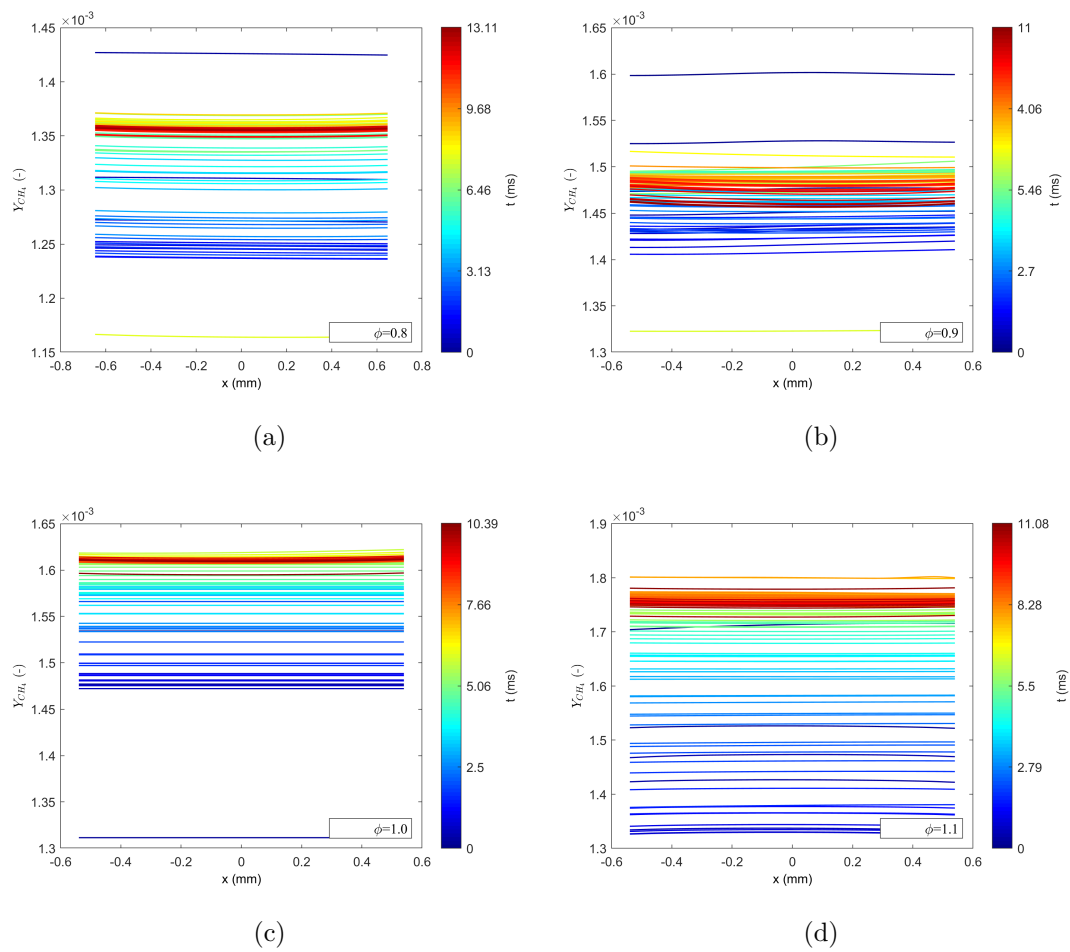 ×10⁻³
1.45
1.4
1.35
1.3
1.25
1.2
1.15
Y_{CH₄} (-)
-0.8 -0.6 -0.4 -0.2 0 0.2 0.4 0.6 0.8
x (mm)
ϕ=0.8
13.11
9.68
6.46
3.13
0
t (ms)
(a)
×10⁻³
1.65
1.6
1.55
1.5
1.45
1.4
1.35
1.3
Y_{CH₄} (-)
-0.6 -0.4 -0.2 0 0.2 0.4 0.6
x (mm)
ϕ=0.9
11
4.06
5.46
2.7
0
t (ms)
(b)
×10⁻³
1.65
1.6
1.55
1.5
1.45
1.4
1.35
1.3
Y_{CH₄} (-)
-0.6 -0.4 -0.2 0 0.2 0.4 0.6
x (mm)
ϕ=1.0
10.39
7.66
5.06
2.5
0
t (ms)
(c)
×10⁻³
1.9
1.8
1.7
1.6
1.5
1.4
1.3
Y_{CH₄} (-)
-0.6 -0.4 -0.2 0 0.2 0.4 0.6
x (mm)
ϕ=1.1
11.08
8.28
5.5
2.79
0
t (ms)
(d)